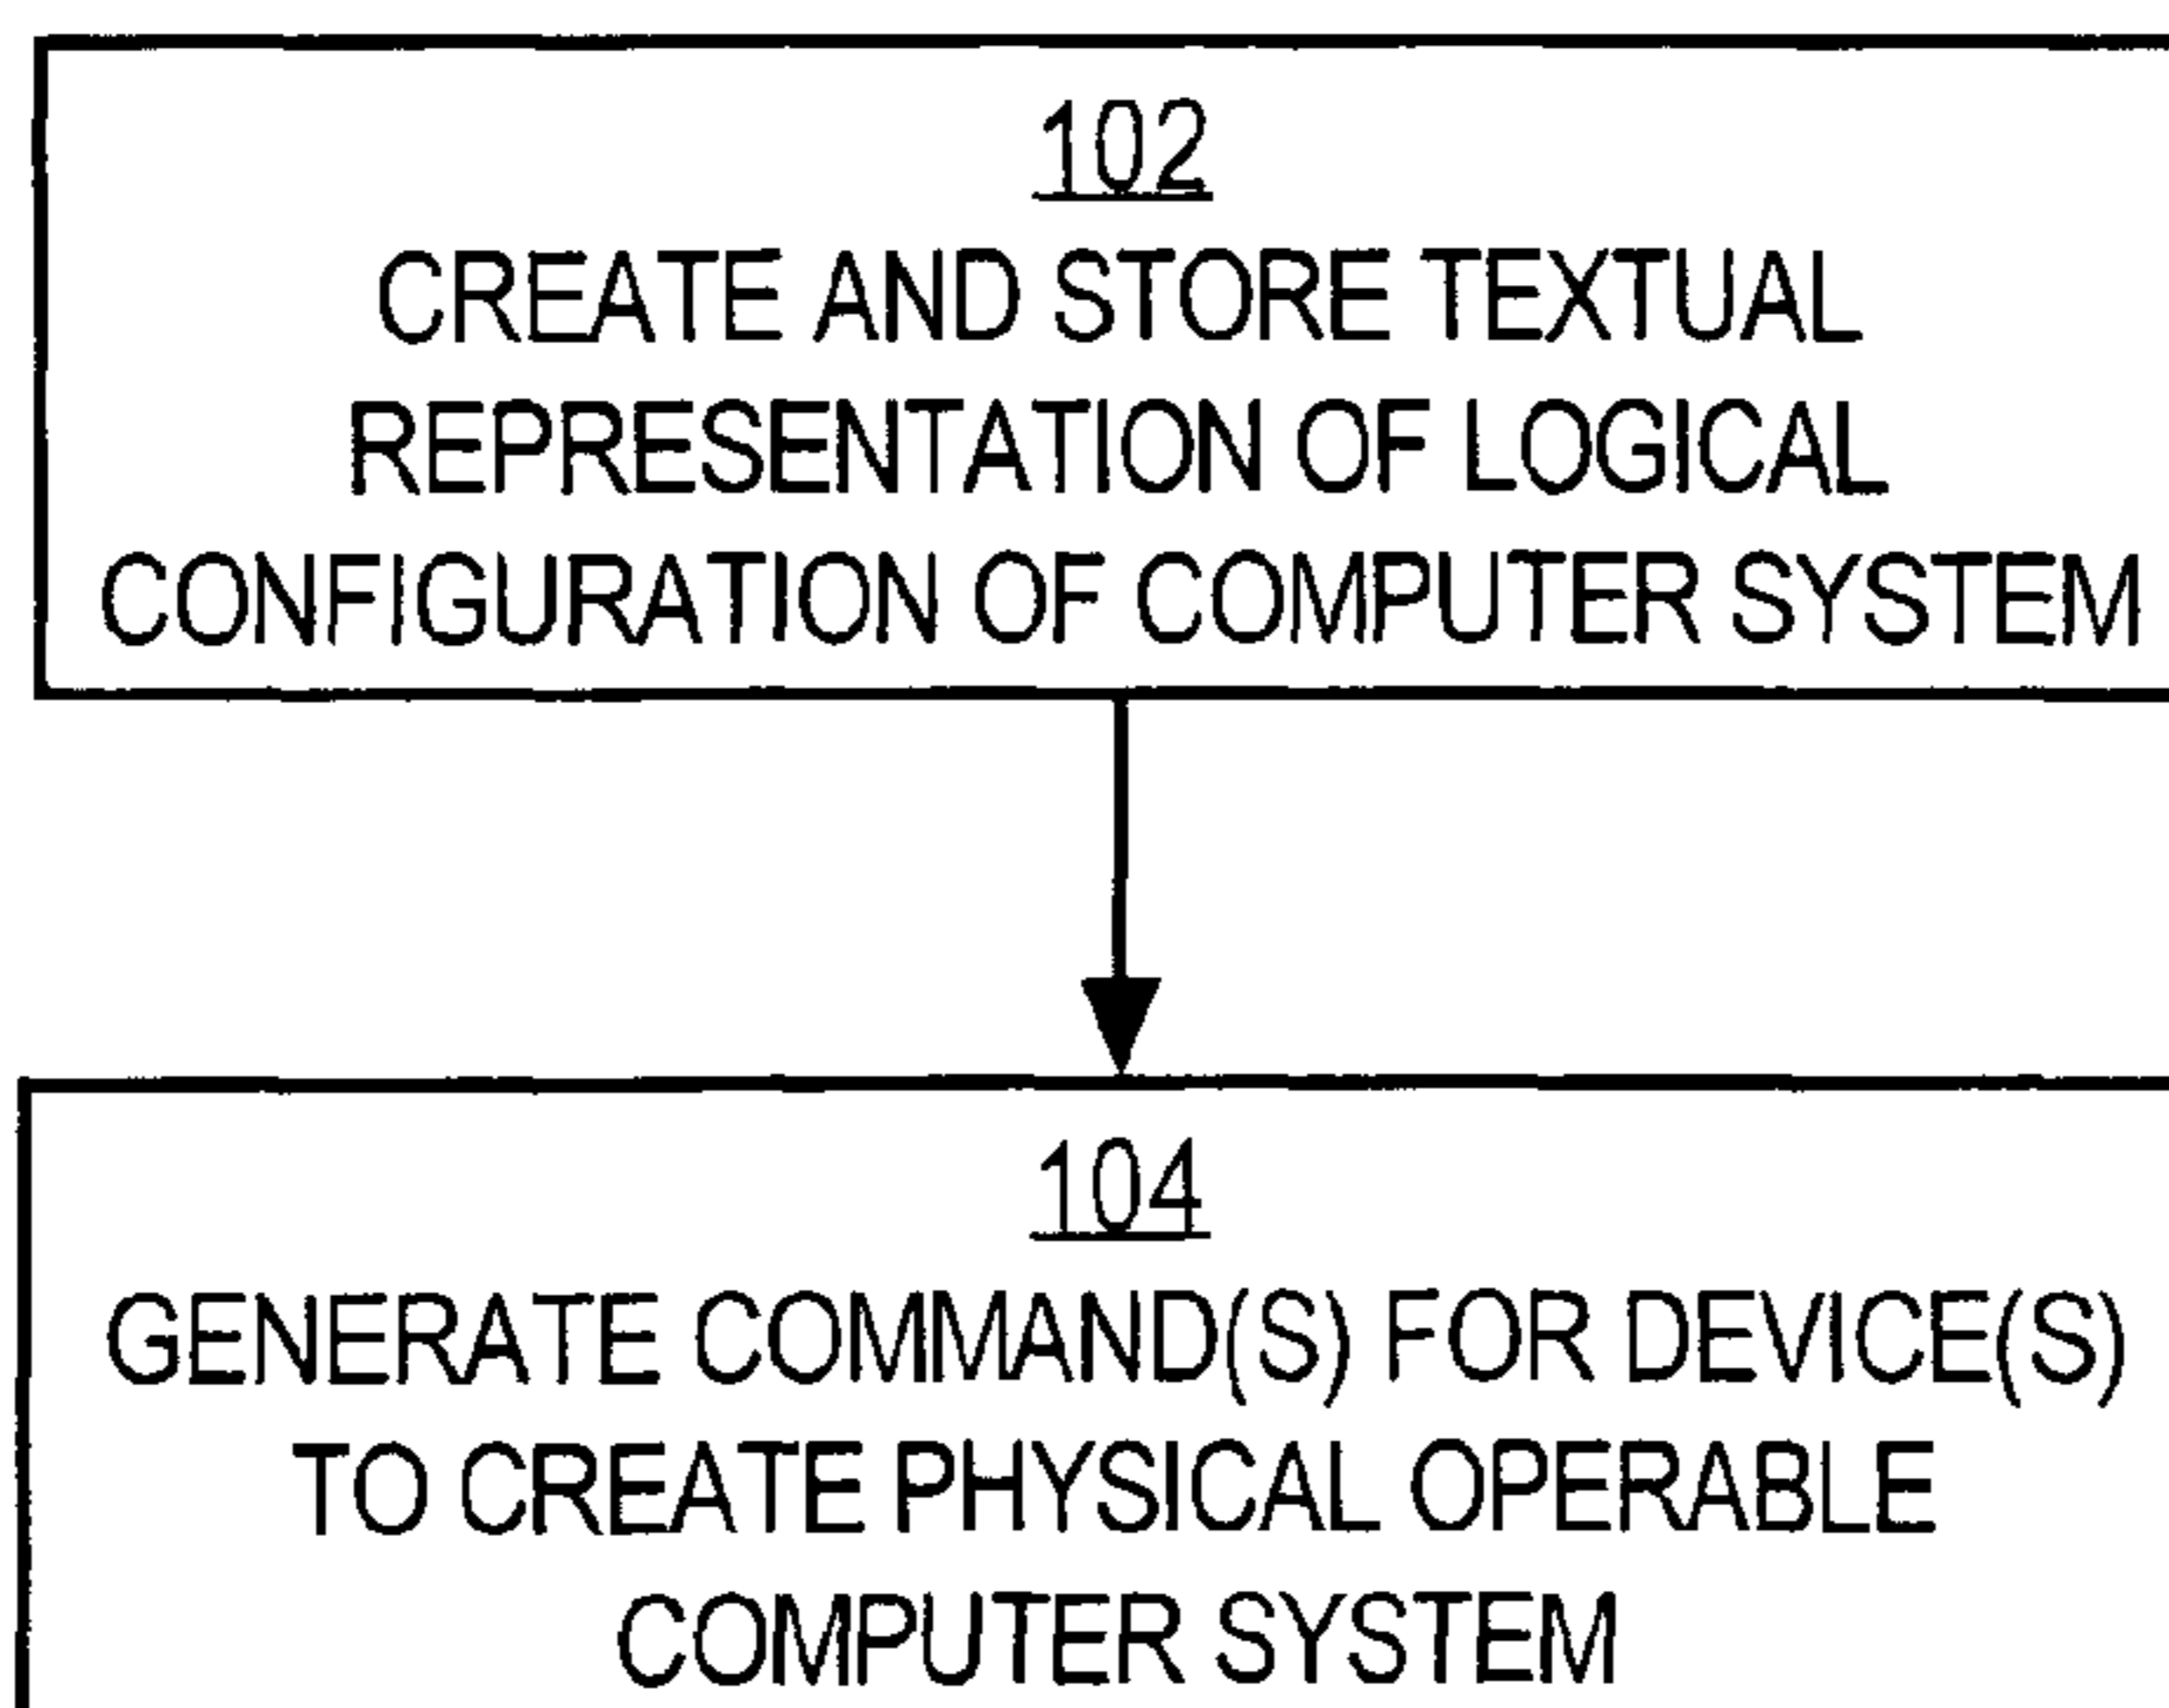 102
CREATE AND STORE TEXTUAL
REPRESENTATION OF LOGICAL
CONFIGURATION OF COMPUTER SYSTEM
104
GENERATE COMMAND(S) FOR DEVICE(S)
TO CREATE PHYSICAL OPERABLE
COMPUTER SYSTEM